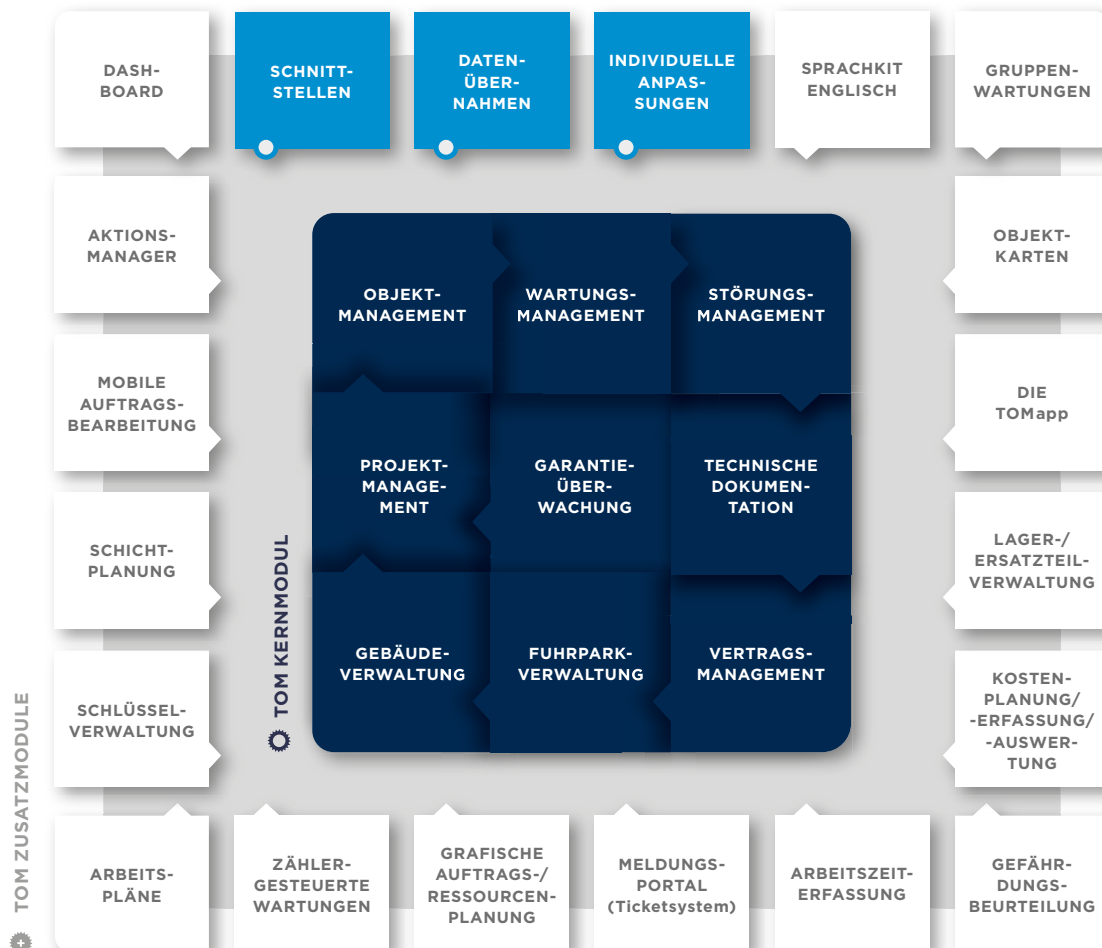 DASH-
BOARD
SCHNITT-
STELLEN
DATEN-
ÜBER-
NAHMEN
INDIVIDUELLE
ANPAS-
SUNGEN
SPRACHKIT
ENGLISCH
GRUPPEN-
WARTUNGEN
AKTIONS-
MANAGER
OBJEKT-
KARTEN
MOBILE
AUFTRAGS-
BEARBEITUNG
DIE
TOMapp
SCHICHT-
PLANUNG
LAGER-/
ERSATZTEIL-
VERWALTUNG
SCHLÜSSEL-
VERWALTUNG
KOSTEN-
PLANUNG/
-ERFASSUNG/
-AUSWER-
TUNG
OBJEKT-
MANAGEMENT
WARTUNGS-
MANAGEMENT
STÖRUNGS-
MANAGEMENT
PROJEKT-
MANAGE-
MENT
GARANTIE-
ÜBER-
WACHUNG
TECHNISCHE
DOKUMEN-
TATION
GEBÄUDE-
VERWALTUNG
FUHRPARK-
VERWALTUNG
VERTRAGS-
MANAGEMENT
TOM KERNMODUL
TOM ZUSATZMODULE
ARBEITS-
PLÄNE
ZÄHLER-
GESTEUERTE
WARTUNGEN
GRAFISCHE
AUFTRAGS-/
RESSOURCEN-
PLANUNG
MELDUNGS-
PORTAL
(Ticketsystem)
ARBEITSZEIT-
ERFASSUNG
GEFÄHR-
DUNGS-
BEURTEILUNG